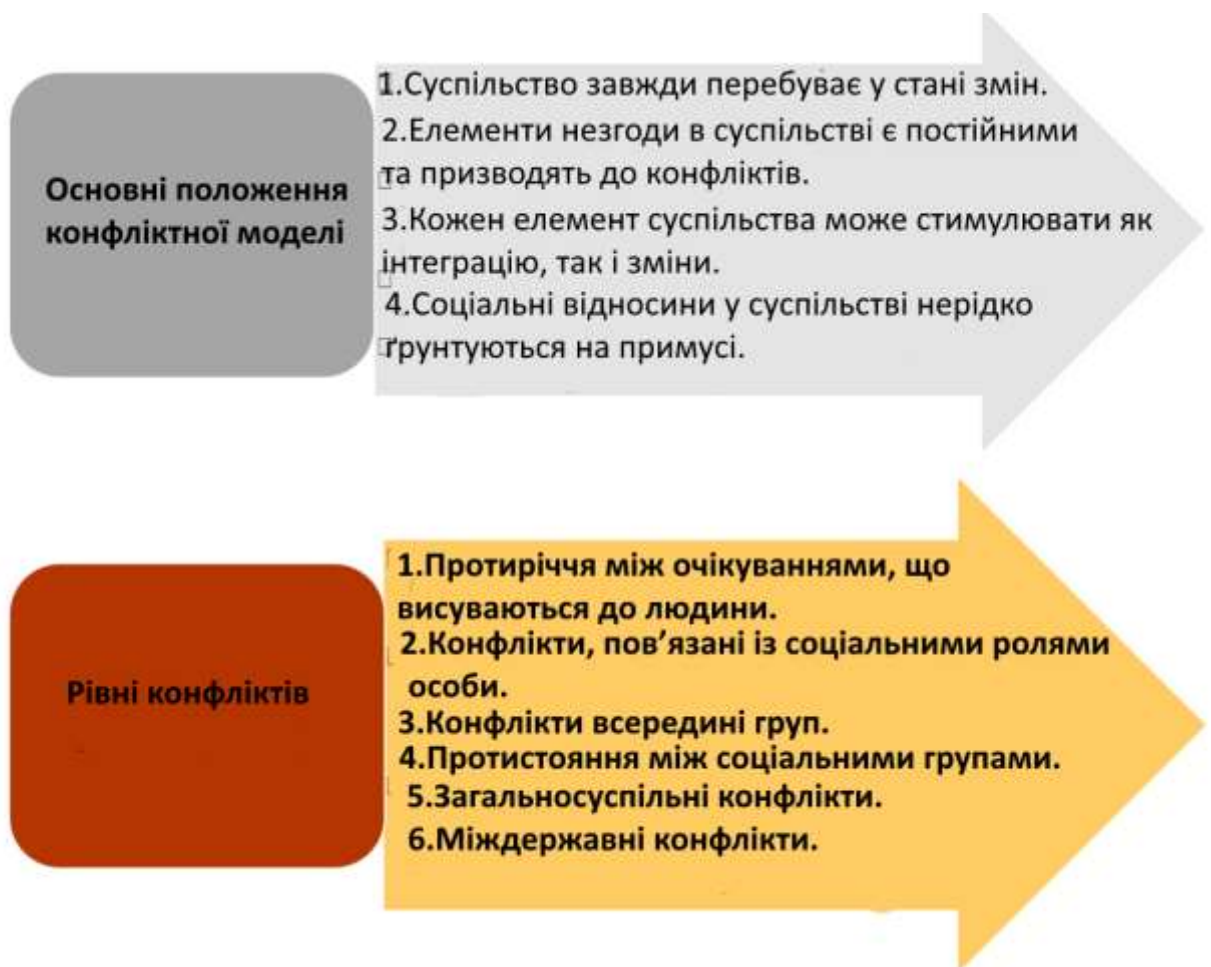 Основні положення
конфліктної моделі
1.Суспільство завжди перебуває у стані змін.
2.Елементи незгоди в суспільстві є постійними
та призводять до конфліктів.
3.Кожен елемент суспільства може стимулювати як
інтеграцію, так і зміни.
4.Соціальні відносини у суспільстві нерідко
ґрунтуються на примусі.
Рівні конфліктів
1.Протиріччя між очікуваннями, що
висуваються до людини.
2.Конфлікти, пов’язані із соціальними ролями
особи.
3.Конфлікти всередині груп.
4.Протистояння між соціальними групами.
5.Загальносуспільні конфлікти.
6.Міждержавні конфлікти.